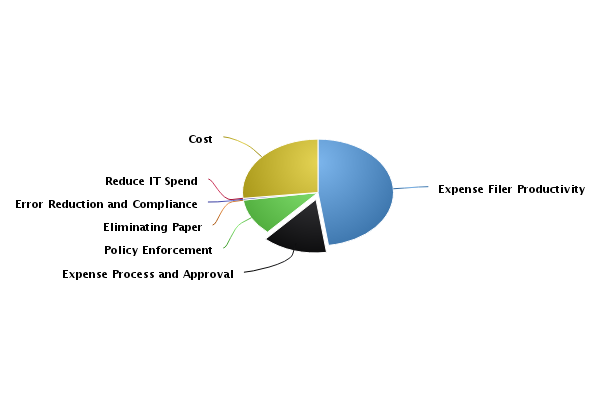 Cost
Reduce IT Spend
Expense Filer Productivity
Error Reduction and Compliance
Eliminating Paper
Policy Enforcement
Expense Process and Approval